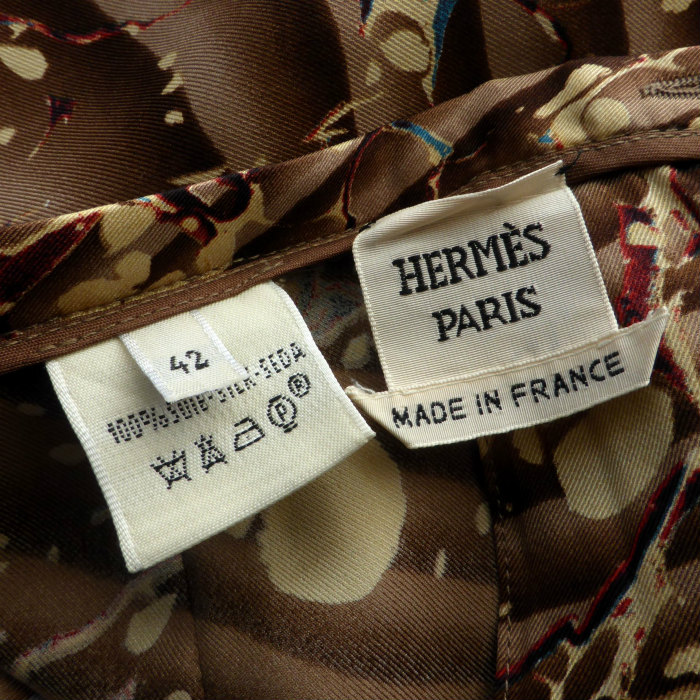 HERMÈS
PARIS
MADE IN FRANCE
42
100% SOIE-SILK-SEDA
P®